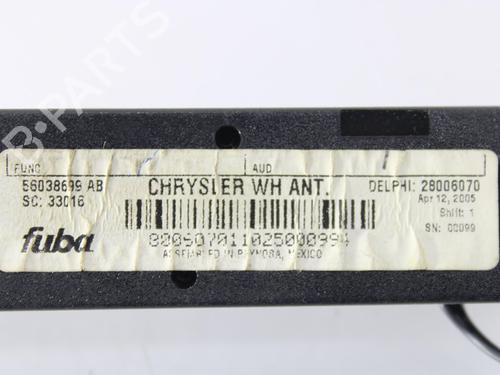 FUNC
AUD
56038699 AB
CHRYSLER WH ANT.
DELPHI: 28006070
SC: 33016
Apr 12, 2005
Shift: 1
SN: 00099
fuba
800607011025000994
ASSEMBLED IN REYNOSA, MEXICO
B-PARTS